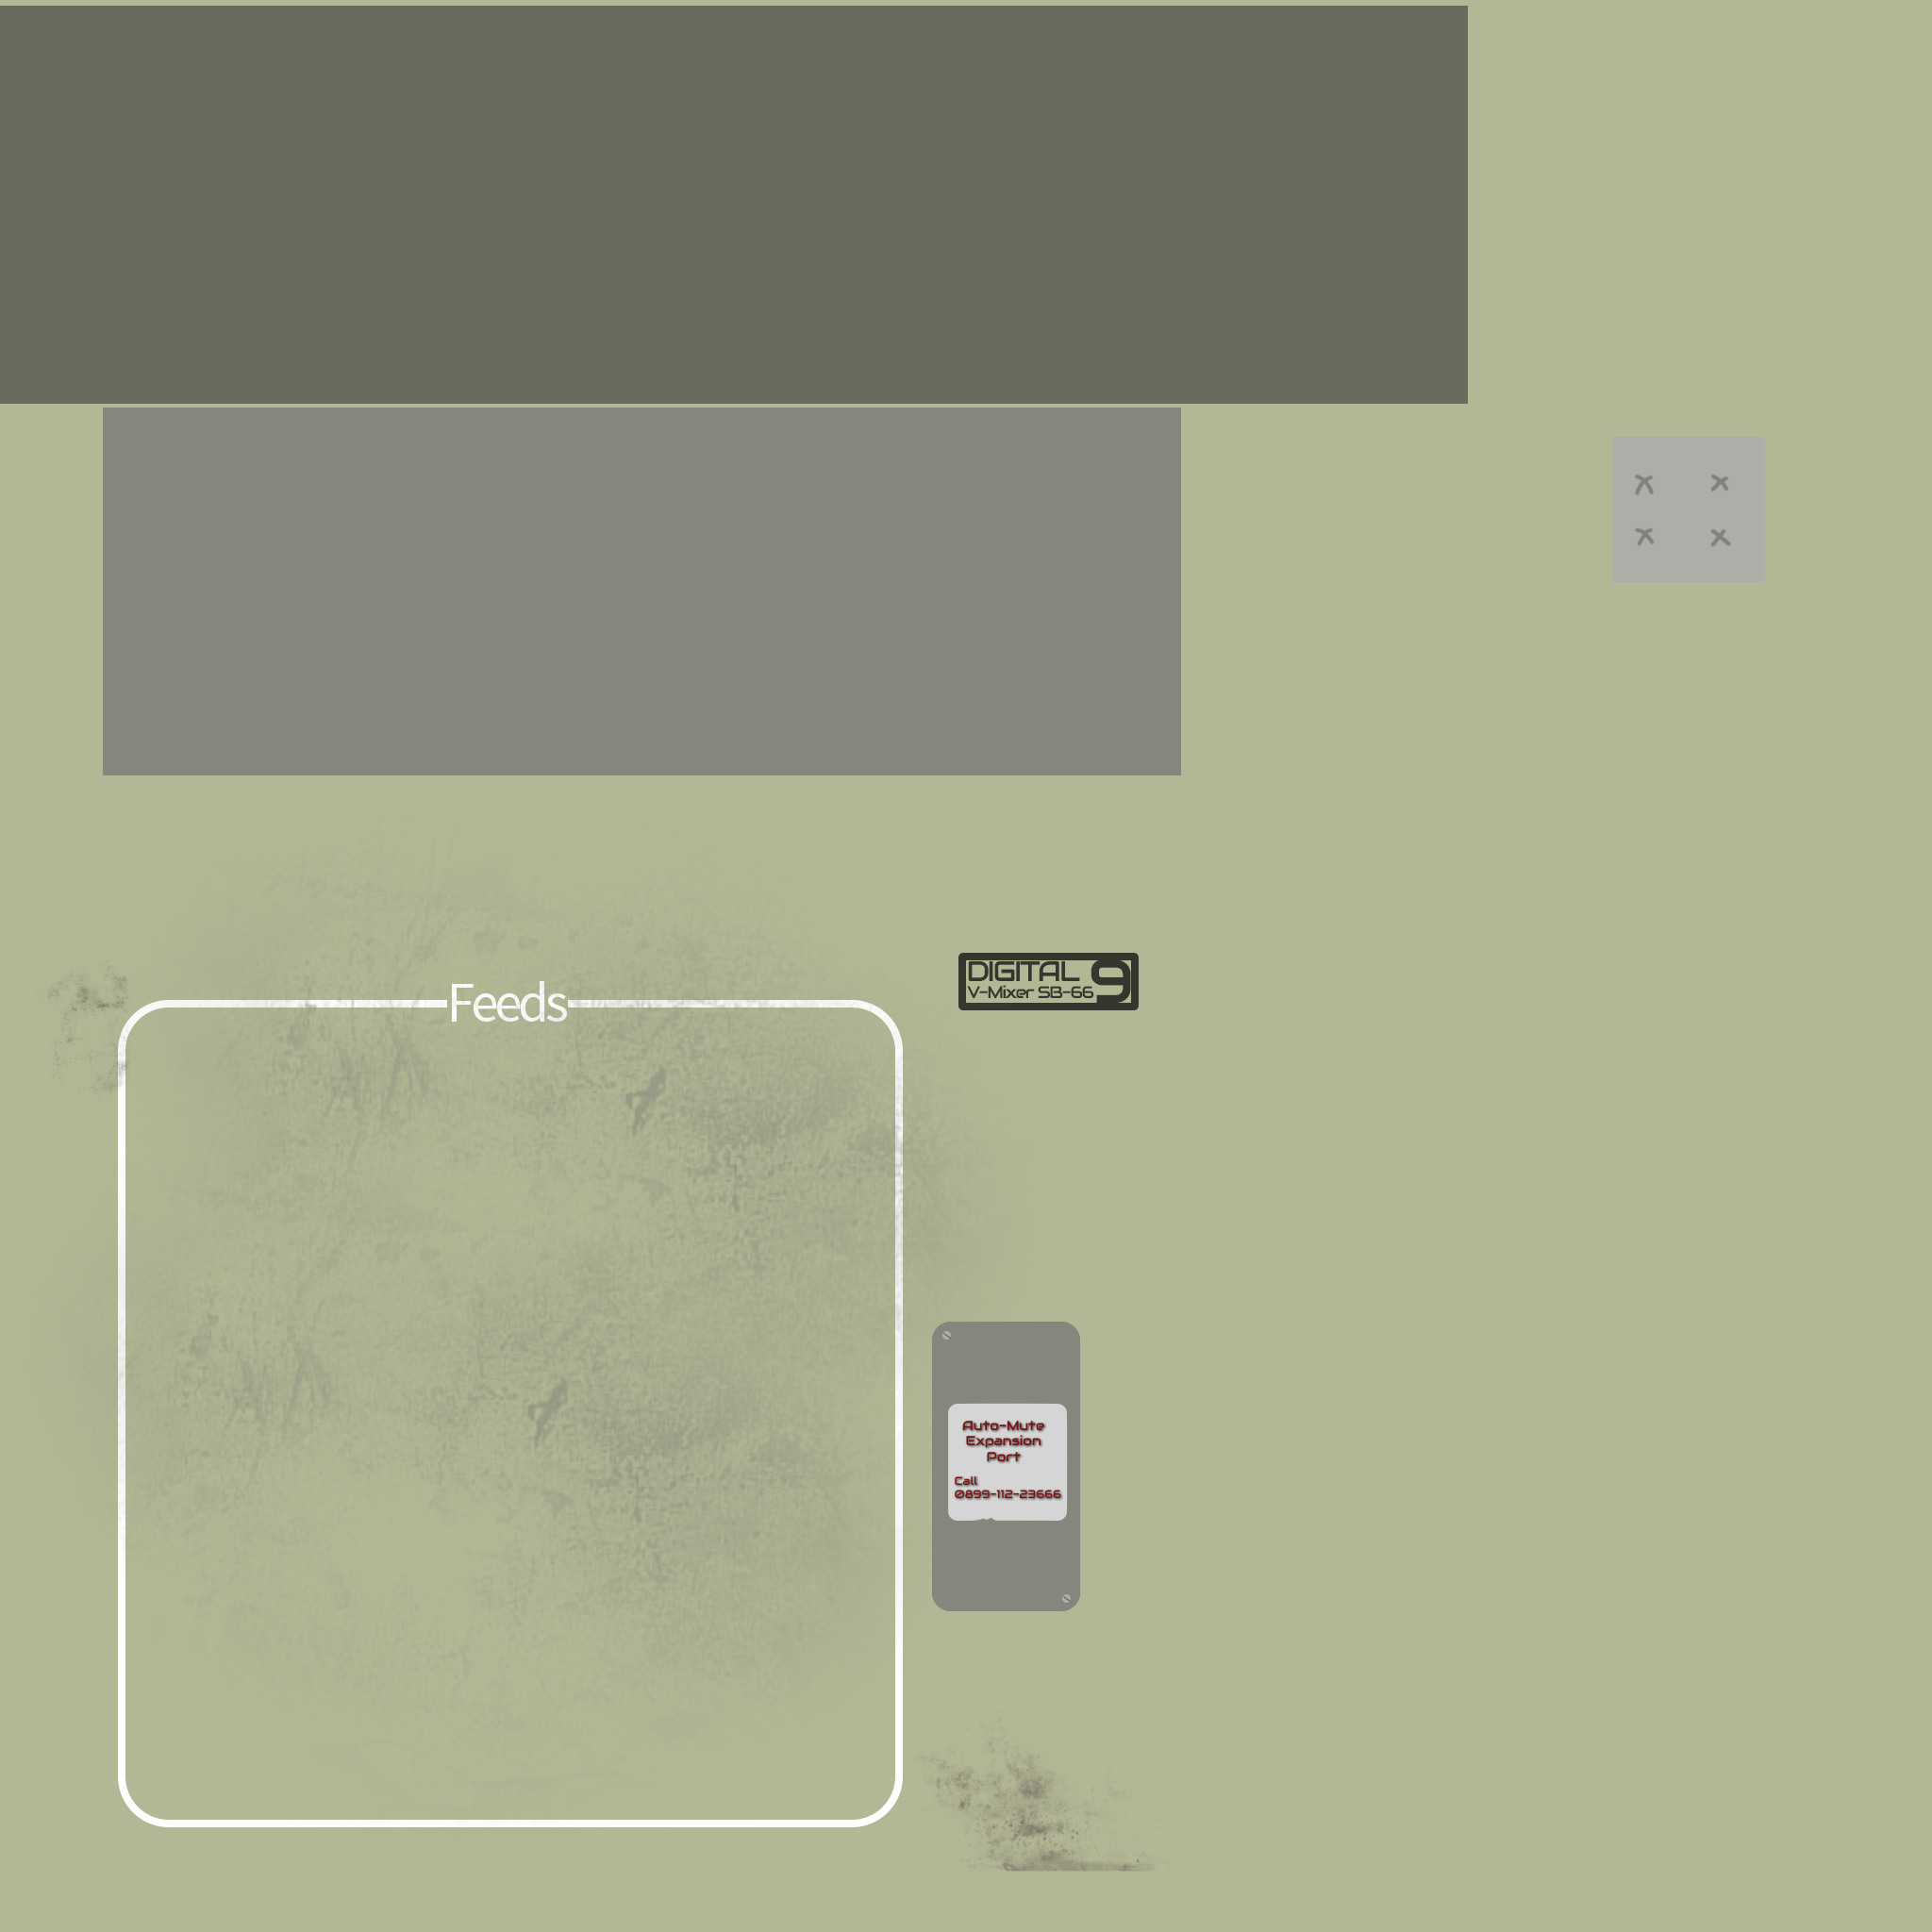 Feeds
DIGITAL 9
V-Mixer SB-66
Auto-Mute
Expansion
Port
Call
0899-112-23666